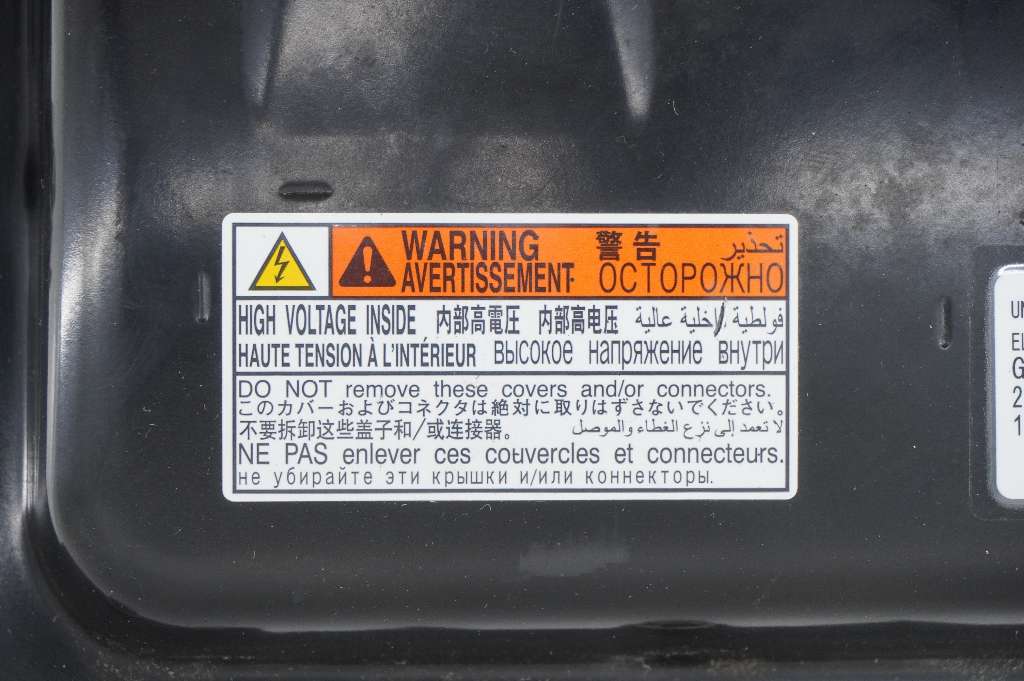 WARNING 警告 تحذير
AVERTISSEMENT ОСТОРОЖНО
HIGH VOLTAGE INSIDE 内部高電圧 内部高电压 فولطية داخلية عالية
HAUTE TENSION À L'INTÉRIEUR высокое напряжение внутри
DO NOT remove these covers and/or connectors.
このカバーおよびコネクタは絶対に取りはずさないでください。
不要拆卸这些盖子和/或连接器。 لا تعمد إلى نزع الغطاء والموصل
NE PAS enlever ces couvercles et connecteurs.
не убирайте эти крышки и/или коннекторы.